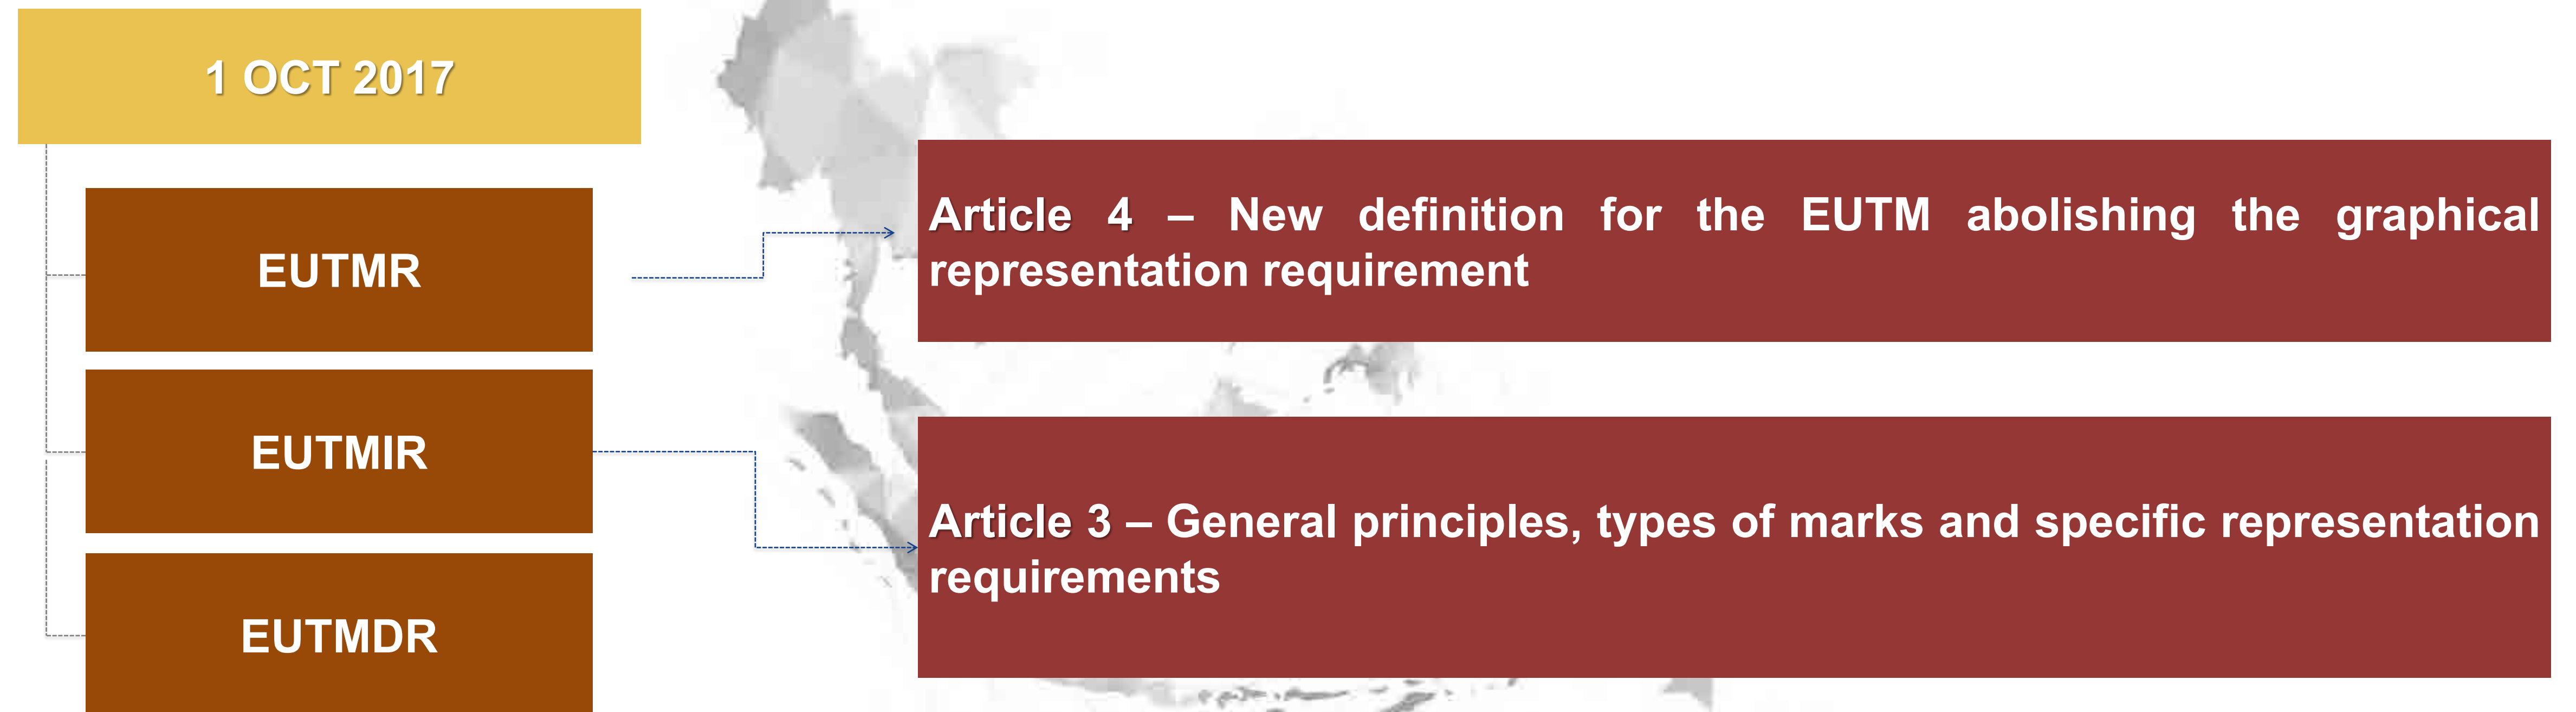 1 OCT 2017
EUTMR
Article 4 – New definition for the EUTM abolishing the graphical
representation requirement
EUTMIR
Article 3 – General principles, types of marks and specific representation
requirements
EUTMDR